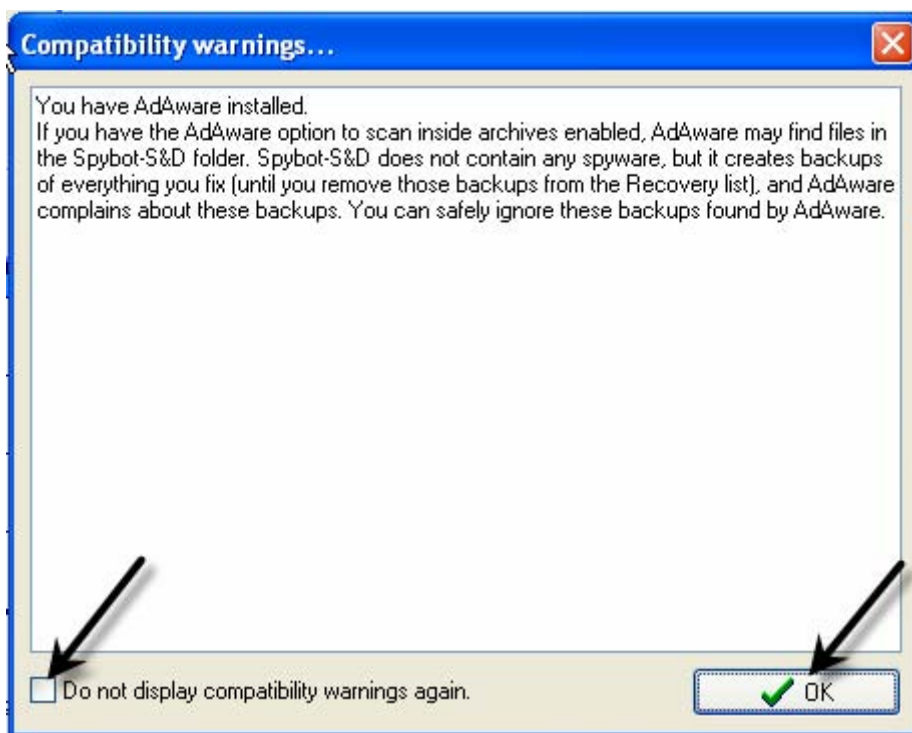 Compatibility warnings...
You have AdAware installed.
If you have the AdAware option to scan inside archives enabled, AdAware may find files in
the Spybot-S&D folder. Spybot-S&D does not contain any spyware, but it creates backups
of everything you fix (until you remove those backups from the Recovery list), and AdAware
complains about these backups. You can safely ignore these backups found by AdAware.
Do not display compatibility warnings again.
OK